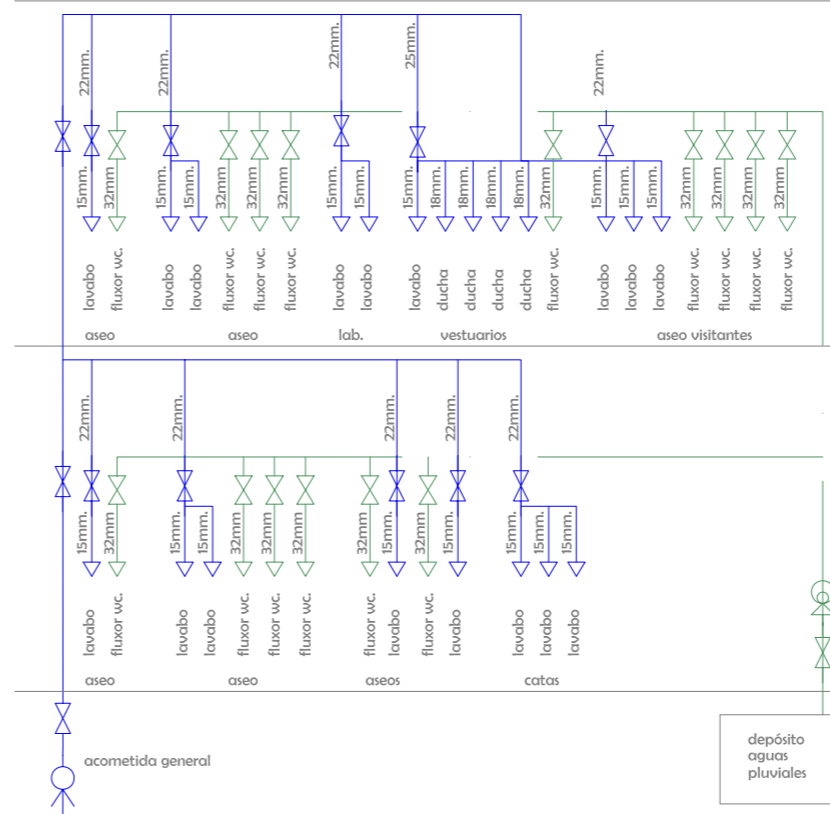 22mm. 22mm. 22mm. 25mm. 22mm.
15mm. 32mm 15mm. 15mm. 32mm 32mm 32mm 15mm. 15mm. 15mm. 18mm. 18mm. 18mm. 18mm. 32mm 15mm. 15mm. 15mm. 32mm 32mm 32mm 32mm
lavabo fluxor wc. lavabo lavabo fluxor wc. fluxor wc. fluxor wc. lavabo lavabo lavabo ducha ducha ducha ducha fluxor wc. lavabo lavabo lavabo fluxor wc. fluxor wc. fluxor wc. fluxor wc.
aseo aseo lab. vestuarios aseo visitantes
22mm. 22mm. 22mm. 22mm. 22mm.
15mm. 32mm 15mm. 15mm. 32mm 32mm 32mm 32mm 15mm. 32mm 15mm. 15mm. 15mm. 15mm.
lavabo fluxor wc. lavabo lavabo fluxor wc. fluxor wc. fluxor wc. fluxor wc. lavabo fluxor wc. lavabo lavabo lavabo lavabo
aseo aseo aseos catas
acometida general
depósito
aguas
pluviales